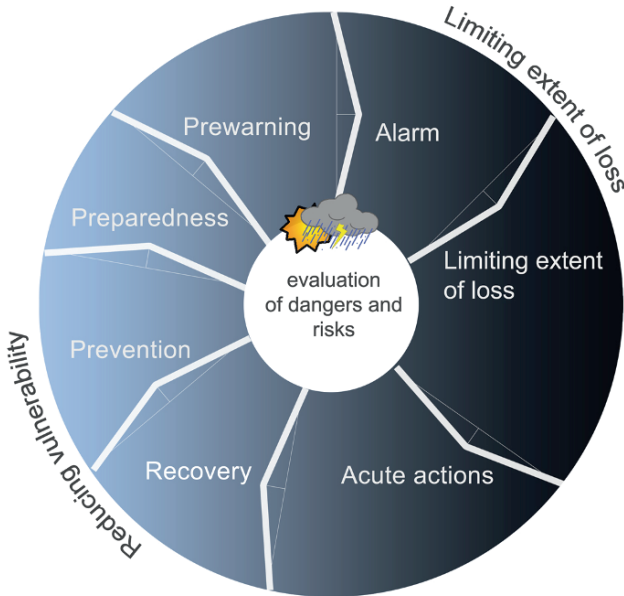 Limiting extent of loss
Prewarning
Alarm
Preparedness
Limiting extent
of loss
evaluation
of dangers and
risks
Prevention
Recovery
Acute actions
Reducing vulnerability